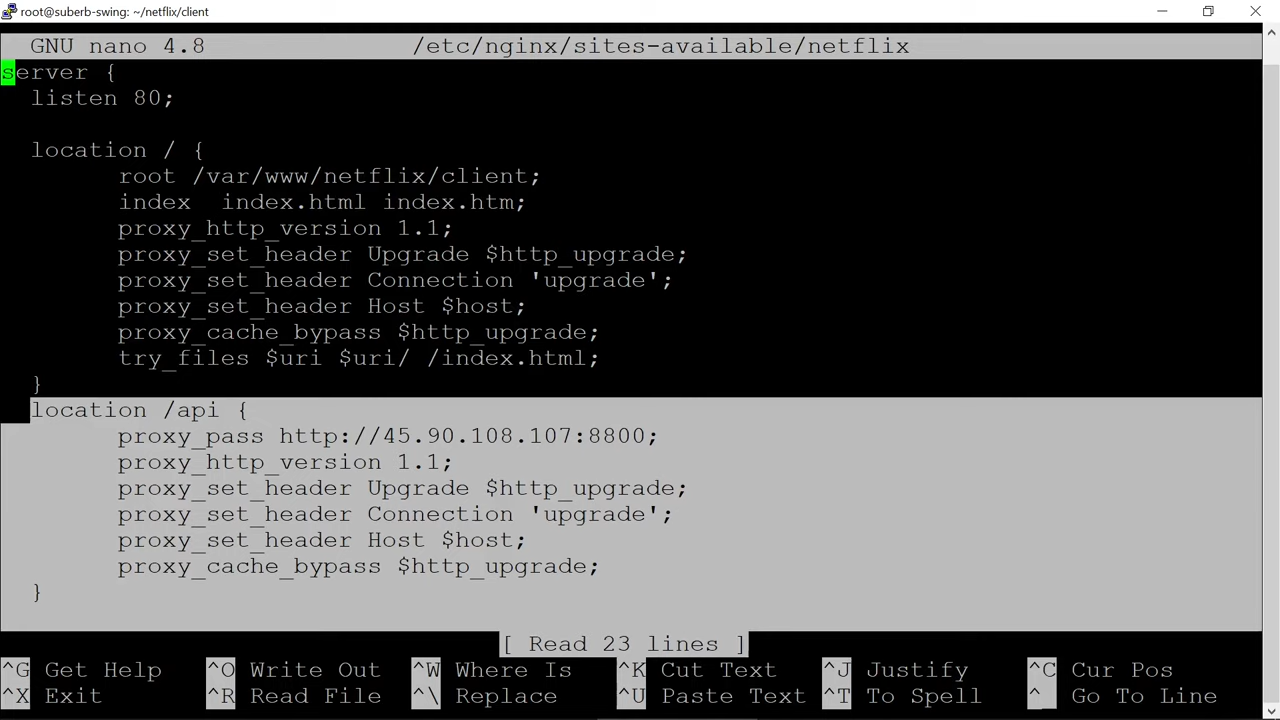 root@suberb-swing: ~/netflix/client
GNU nano 4.8 /etc/nginx/sites-available/netflix
server {
listen 80;
location / {
root /var/www/netflix/client;
index index.html index.htm;
proxy_http_version 1.1;
proxy_set_header Upgrade $http_upgrade;
proxy_set_header Connection 'upgrade';
proxy_set_header Host $host;
proxy_cache_bypass $http_upgrade;
try_files $uri $uri/ /index.html;
}
location /api {
proxy_pass http://45.90.108.107:8800;
proxy_http_version 1.1;
proxy_set_header Upgrade $http_upgrade;
proxy_set_header Connection 'upgrade';
proxy_set_header Host $host;
proxy_cache_bypass $http_upgrade;
}
[ Read 23 lines ]
^G Get Help ^O Write Out ^W Where Is ^K Cut Text ^J Justify ^C Cur Pos
^X Exit ^R Read File ^\ Replace ^U Paste Text ^T To Spell ^ Go To Line